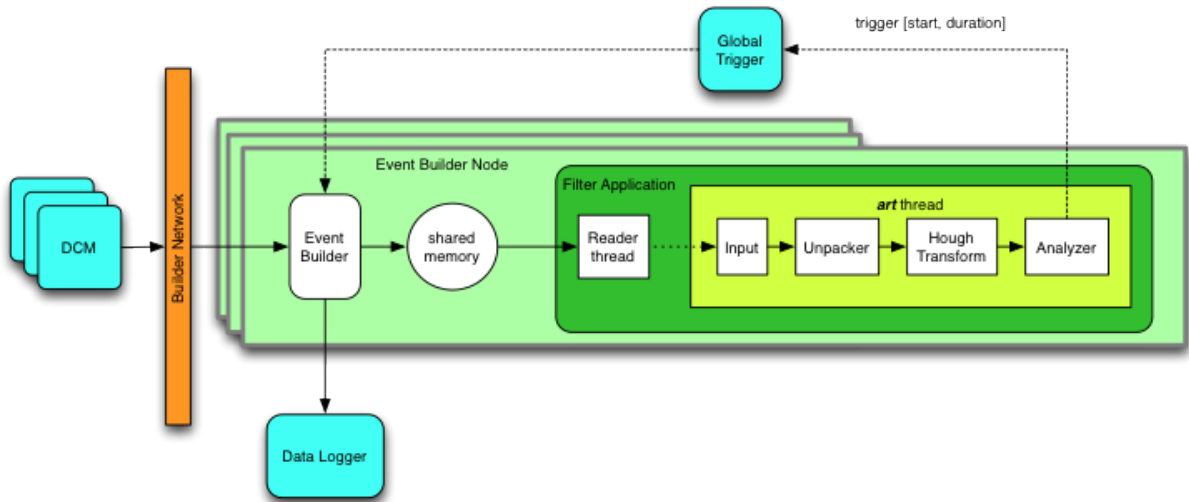 trigger [start, duration]
Global
Trigger
Event Builder Node
Filter Application
art thread
DCM
Builder Network
Event
Builder
shared
memory
Reader
thread
Input
Unpacker
Hough
Transform
Analyzer
Data Logger